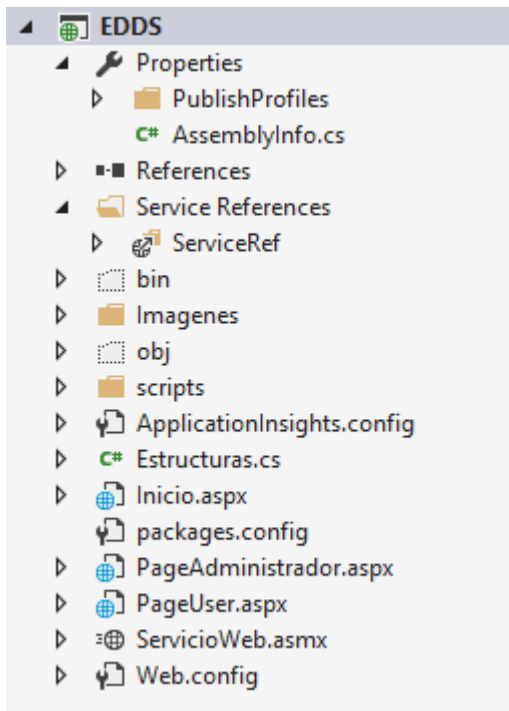 EDDS
Properties
PublishProfiles
C# AssemblyInfo.cs
References
Service References
ServiceRef
bin
Imagenes
obj
scripts
ApplicationInsights.config
C# Estructuras.cs
Inicio.aspx
packages.config
PageAdministrador.aspx
PageUser.aspx
ServicioWeb.asmx
Web.config